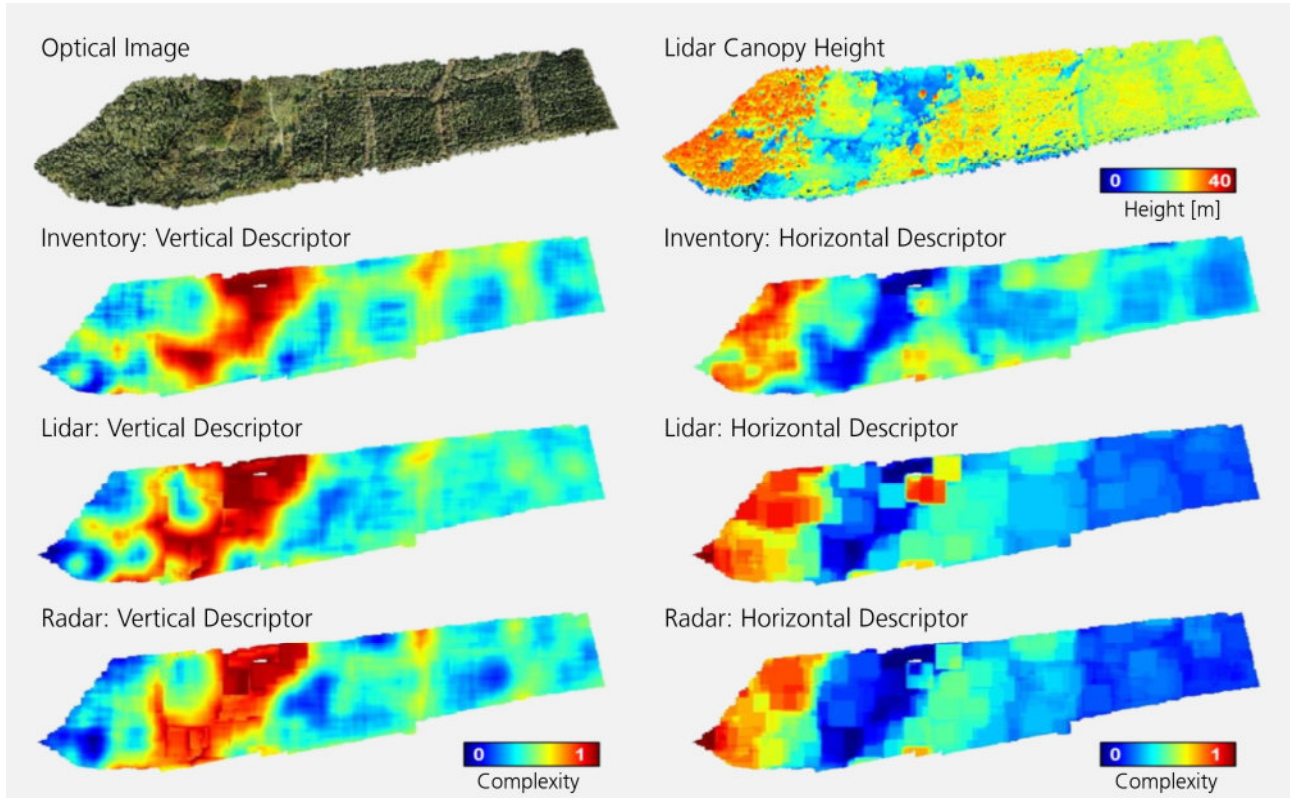 Optical Image
Lidar Canopy Height
0 40
Height [m]
Inventory: Vertical Descriptor
Inventory: Horizontal Descriptor
Lidar: Vertical Descriptor
Lidar: Horizontal Descriptor
Radar: Vertical Descriptor
Radar: Horizontal Descriptor
0 1
Complexity
0 1
Complexity